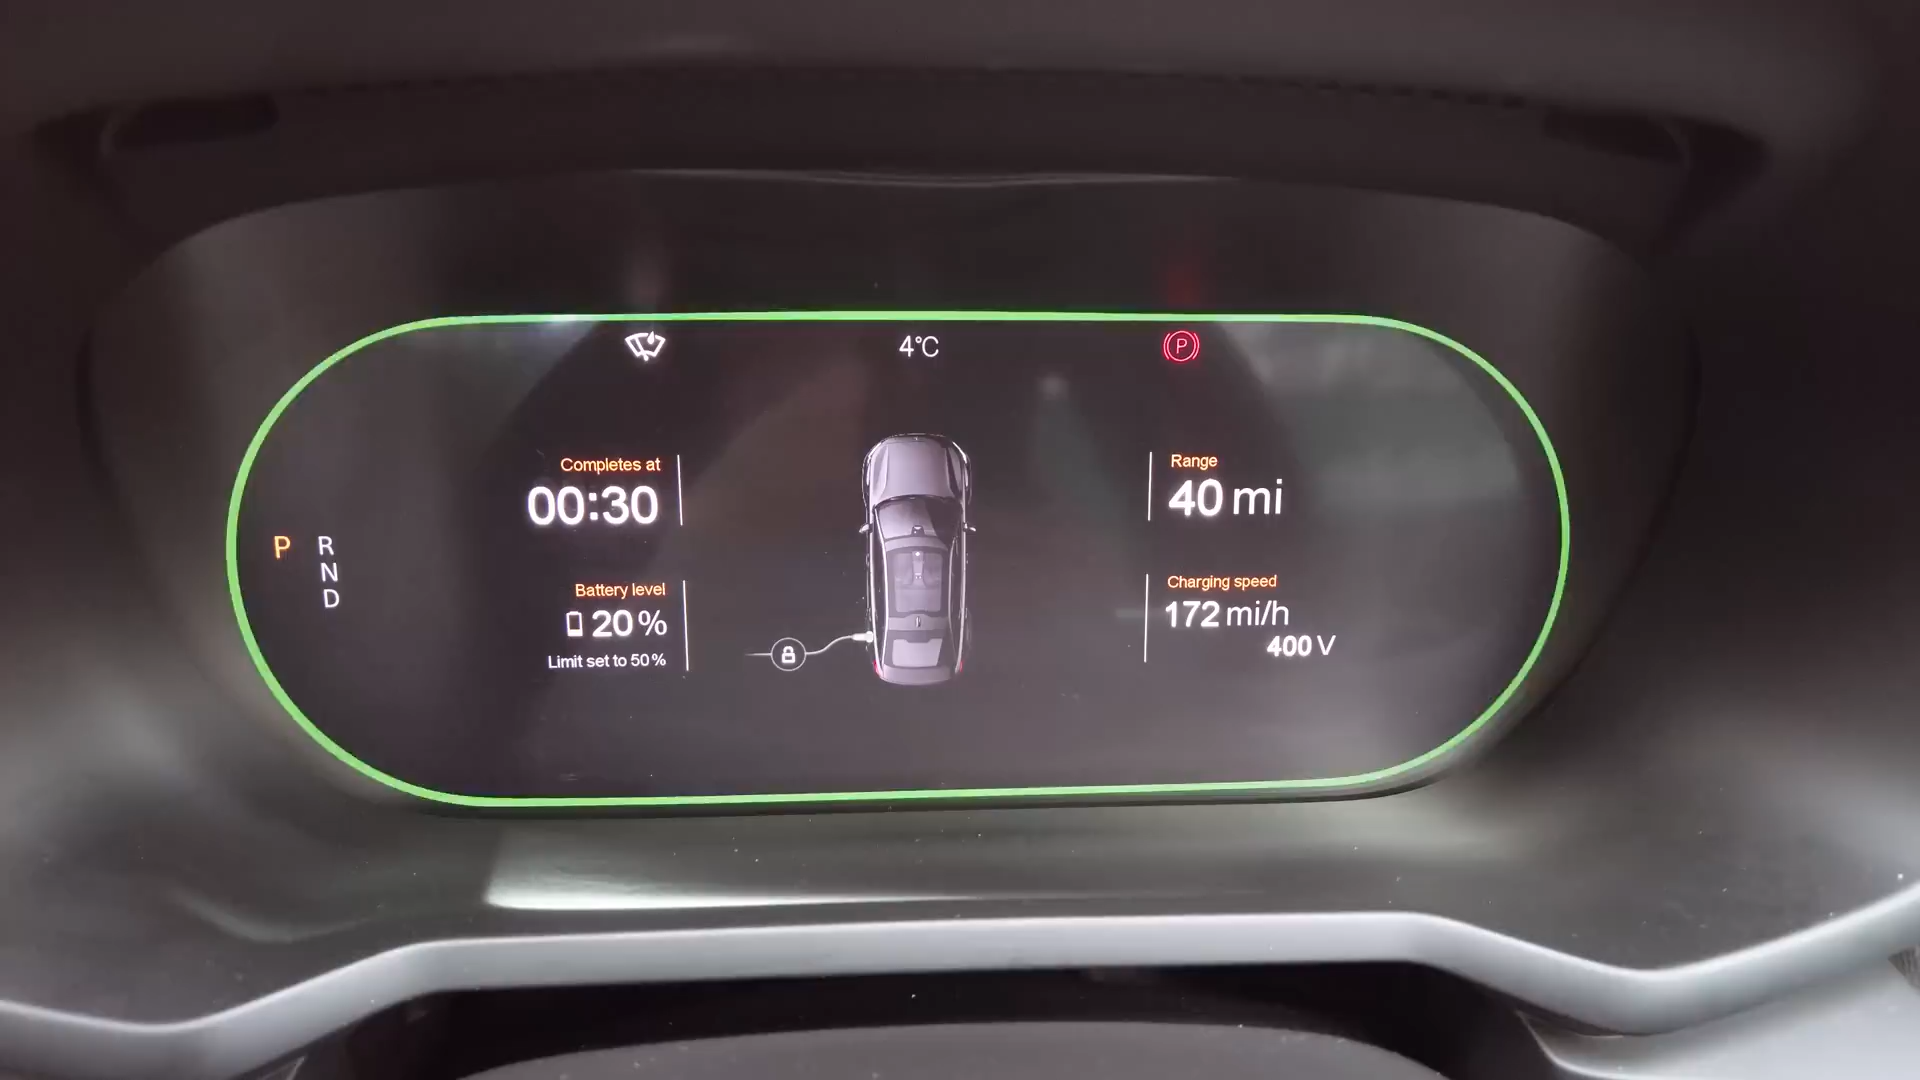 4°C
P
Completes at
00:30
Range
40 mi
P R
N
D
Battery level
20%
Limit set to 50%
Charging speed
172 mi/h
400 V